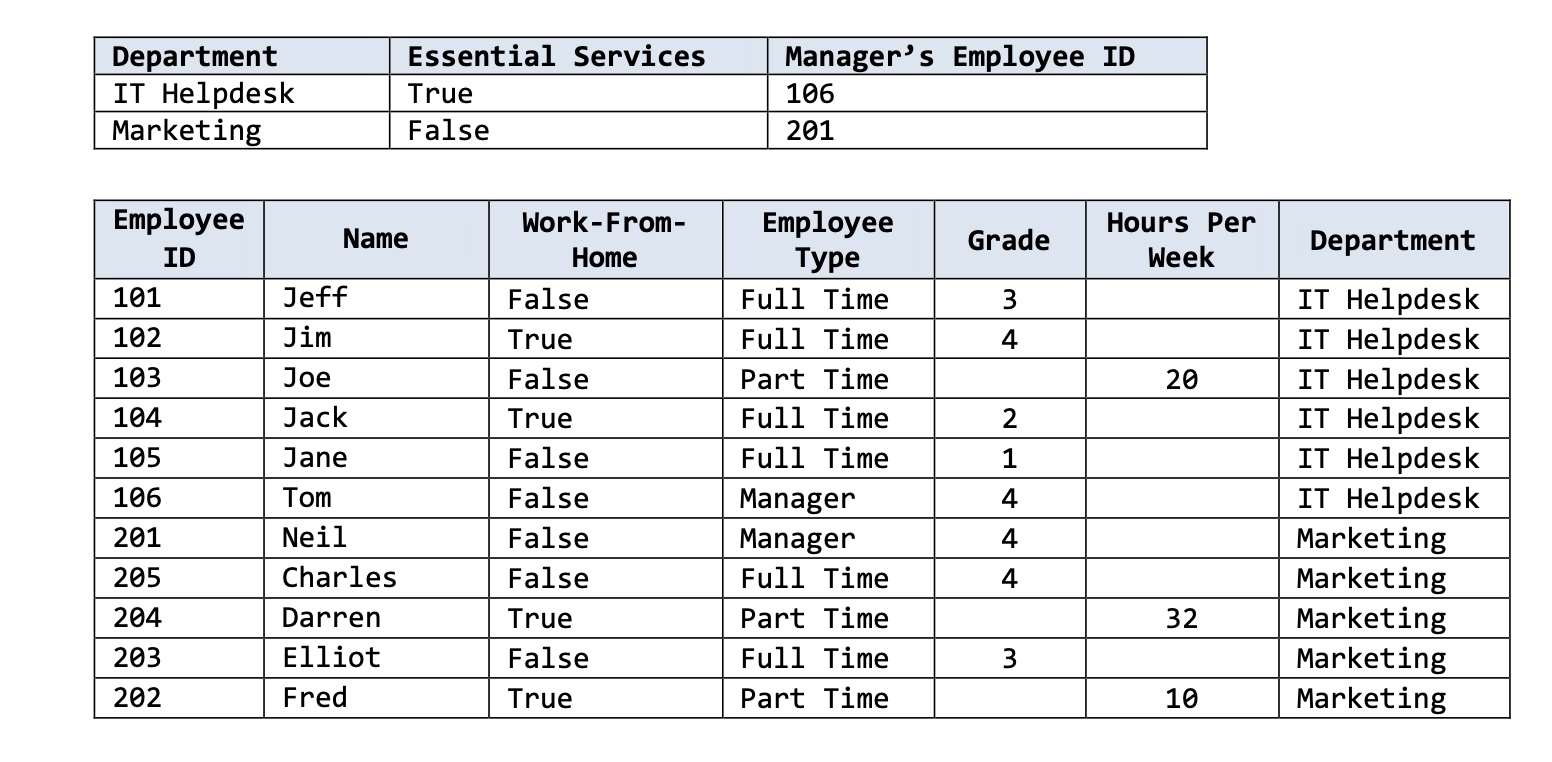 Department Essential Services Manager’s Employee ID
IT Helpdesk True 106
Marketing False 201
Employee ID Name Work-From-Home Employee Type Grade Hours Per Week Department
101 Jeff False Full Time 3 IT Helpdesk
102 Jim True Full Time 4 IT Helpdesk
103 Joe False Part Time 20 IT Helpdesk
104 Jack True Full Time 2 IT Helpdesk
105 Jane False Full Time 1 IT Helpdesk
106 Tom False Manager 4 IT Helpdesk
201 Neil False Manager 4 Marketing
205 Charles False Full Time 4 Marketing
204 Darren True Part Time 32 Marketing
203 Elliot False Full Time 3 Marketing
202 Fred True Part Time 10 Marketing